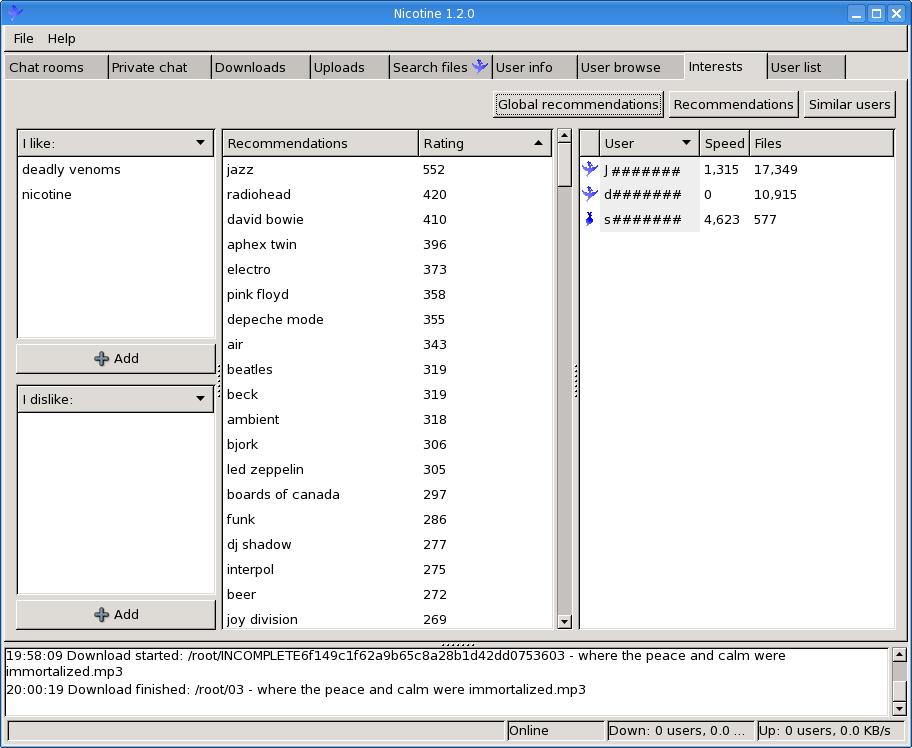 Nicotine 1.2.0
File Help
Chat rooms Private chat Downloads Uploads Search files User info User browse Interests User list
Global recommendations Recommendations Similar users
I like:
deadly venoms
nicotine
Add
I dislike:
Add
Recommendations Rating
jazz 552
radiohead 420
david bowie 410
aphex twin 396
electro 373
pink floyd 358
depeche mode 355
air 343
beatles 319
beck 319
ambient 318
bjork 306
led zeppelin 305
boards of canada 297
funk 286
dj shadow 277
interpol 275
beer 272
joy division 269
User Speed Files
J####### 1,315 17,349
d####### 0 10,915
s####### 4,623 577
19:58:09 Download started: /root/INCOMPLETE6f149c1f62a9b65c8a28b1d42dd0753603 - where the peace and calm were
immortalized.mp3
20:00:19 Download finished: /root/03 - where the peace and calm were immortalized.mp3
Online Down: 0 users, 0.0 ... Up: 0 users, 0.0 KB/s